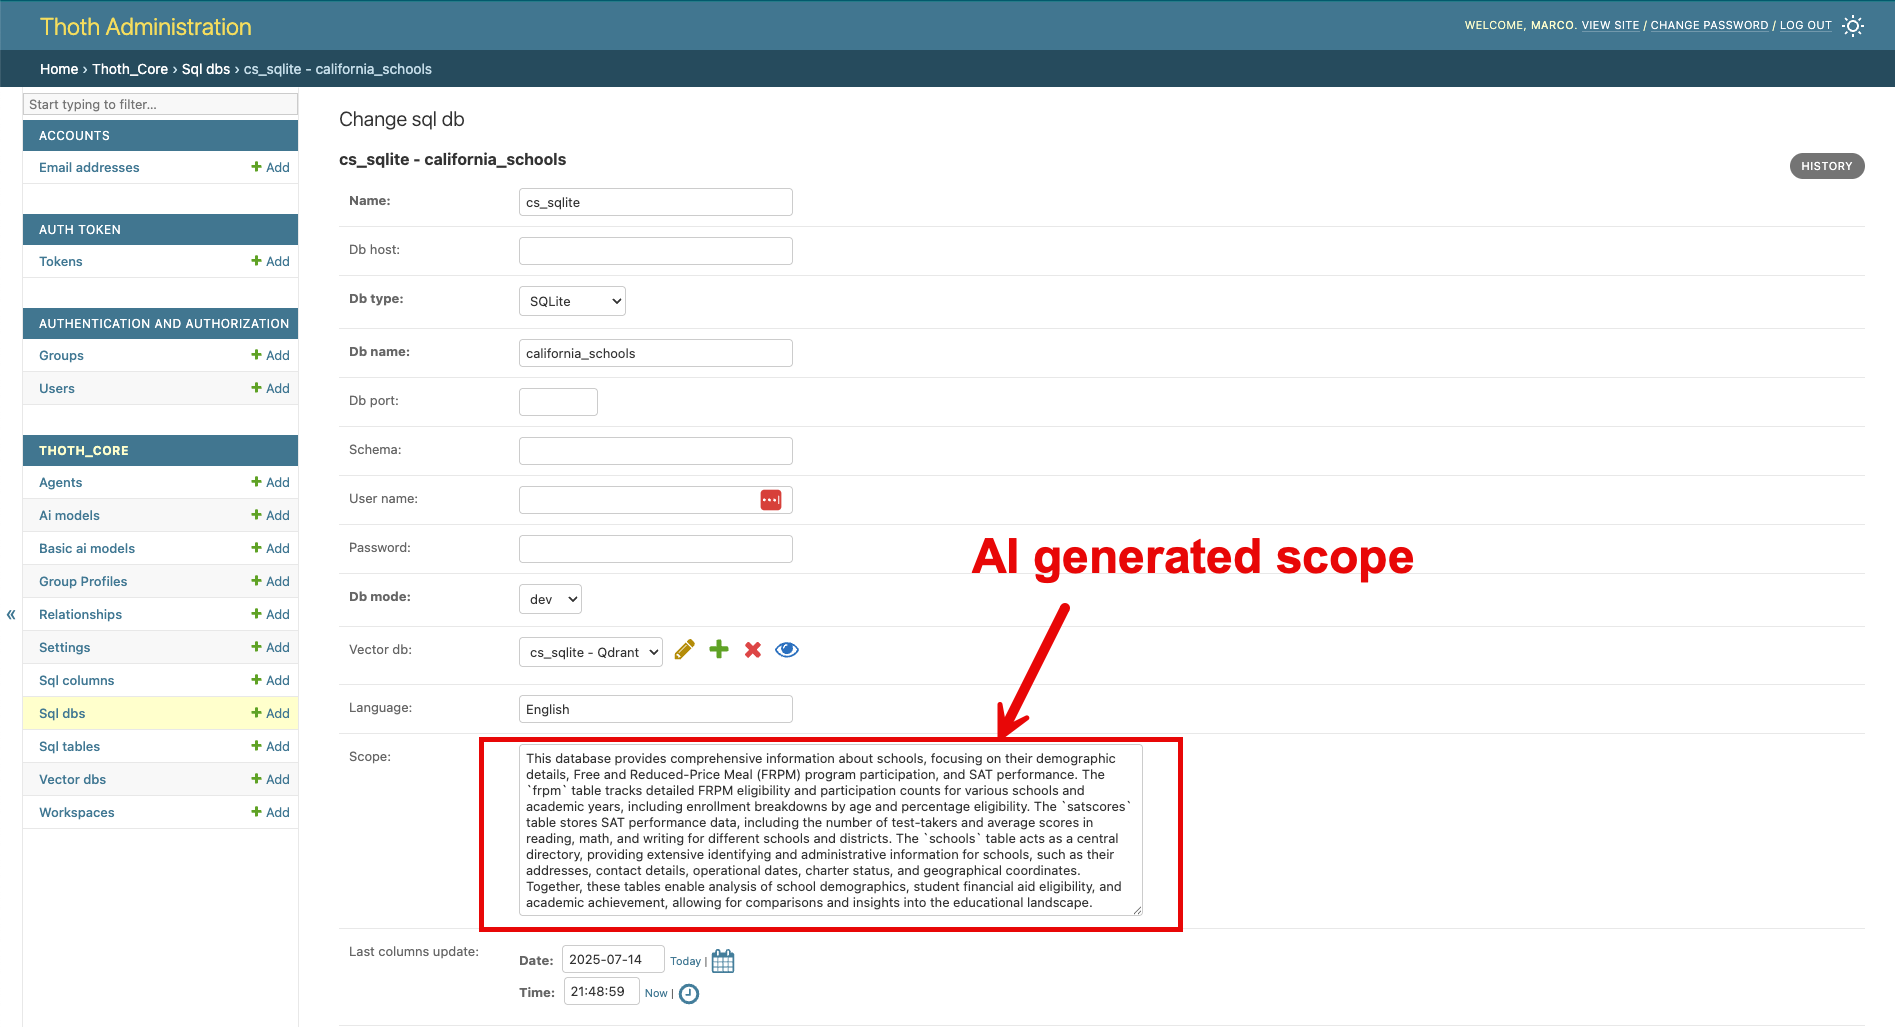 Thoth Administration
WELCOME, MARCO. VIEW SITE / CHANGE PASSWORD / LOG OUT
Home › Thoth_Core › Sql dbs › cs_sqlite - california_schools
Start typing to filter...
ACCOUNTS
Email addresses + Add
AUTH TOKEN
Tokens + Add
AUTHENTICATION AND AUTHORIZATION
Groups + Add
Users + Add
THOTH_CORE
Agents + Add
Ai models + Add
Basic ai models + Add
Group Profiles + Add
Relationships + Add
Settings + Add
Sql columns + Add
Sql dbs + Add
Sql tables + Add
Vector dbs + Add
Workspaces + Add
«
Change sql db
cs_sqlite - california_schools
HISTORY
Name: cs_sqlite
Db host:
Db type: SQLite
Db name: california_schools
Db port:
Schema:
User name:
Password:
AI generated scope
Db mode: dev
Vector db: cs_sqlite - Qdrant
Language: English
Scope:
This database provides comprehensive information about schools, focusing on their demographic
details, Free and Reduced-Price Meal (FRPM) program participation, and SAT performance. The
`frpm` table tracks detailed FRPM eligibility and participation counts for various schools and
academic years, including enrollment breakdowns by age and percentage eligibility. The `satscores`
table stores SAT performance data, including the number of test-takers and average scores in
reading, math, and writing for different schools and districts. The `schools` table acts as a central
directory, providing extensive identifying and administrative information for schools, such as their
addresses, contact details, operational dates, charter status, and geographical coordinates.
Together, these tables enable analysis of school demographics, student financial aid eligibility, and
academic achievement, allowing for comparisons and insights into the educational landscape.
Last columns update:
Date: 2025-07-14 Today |
Time: 21:48:59 Now |